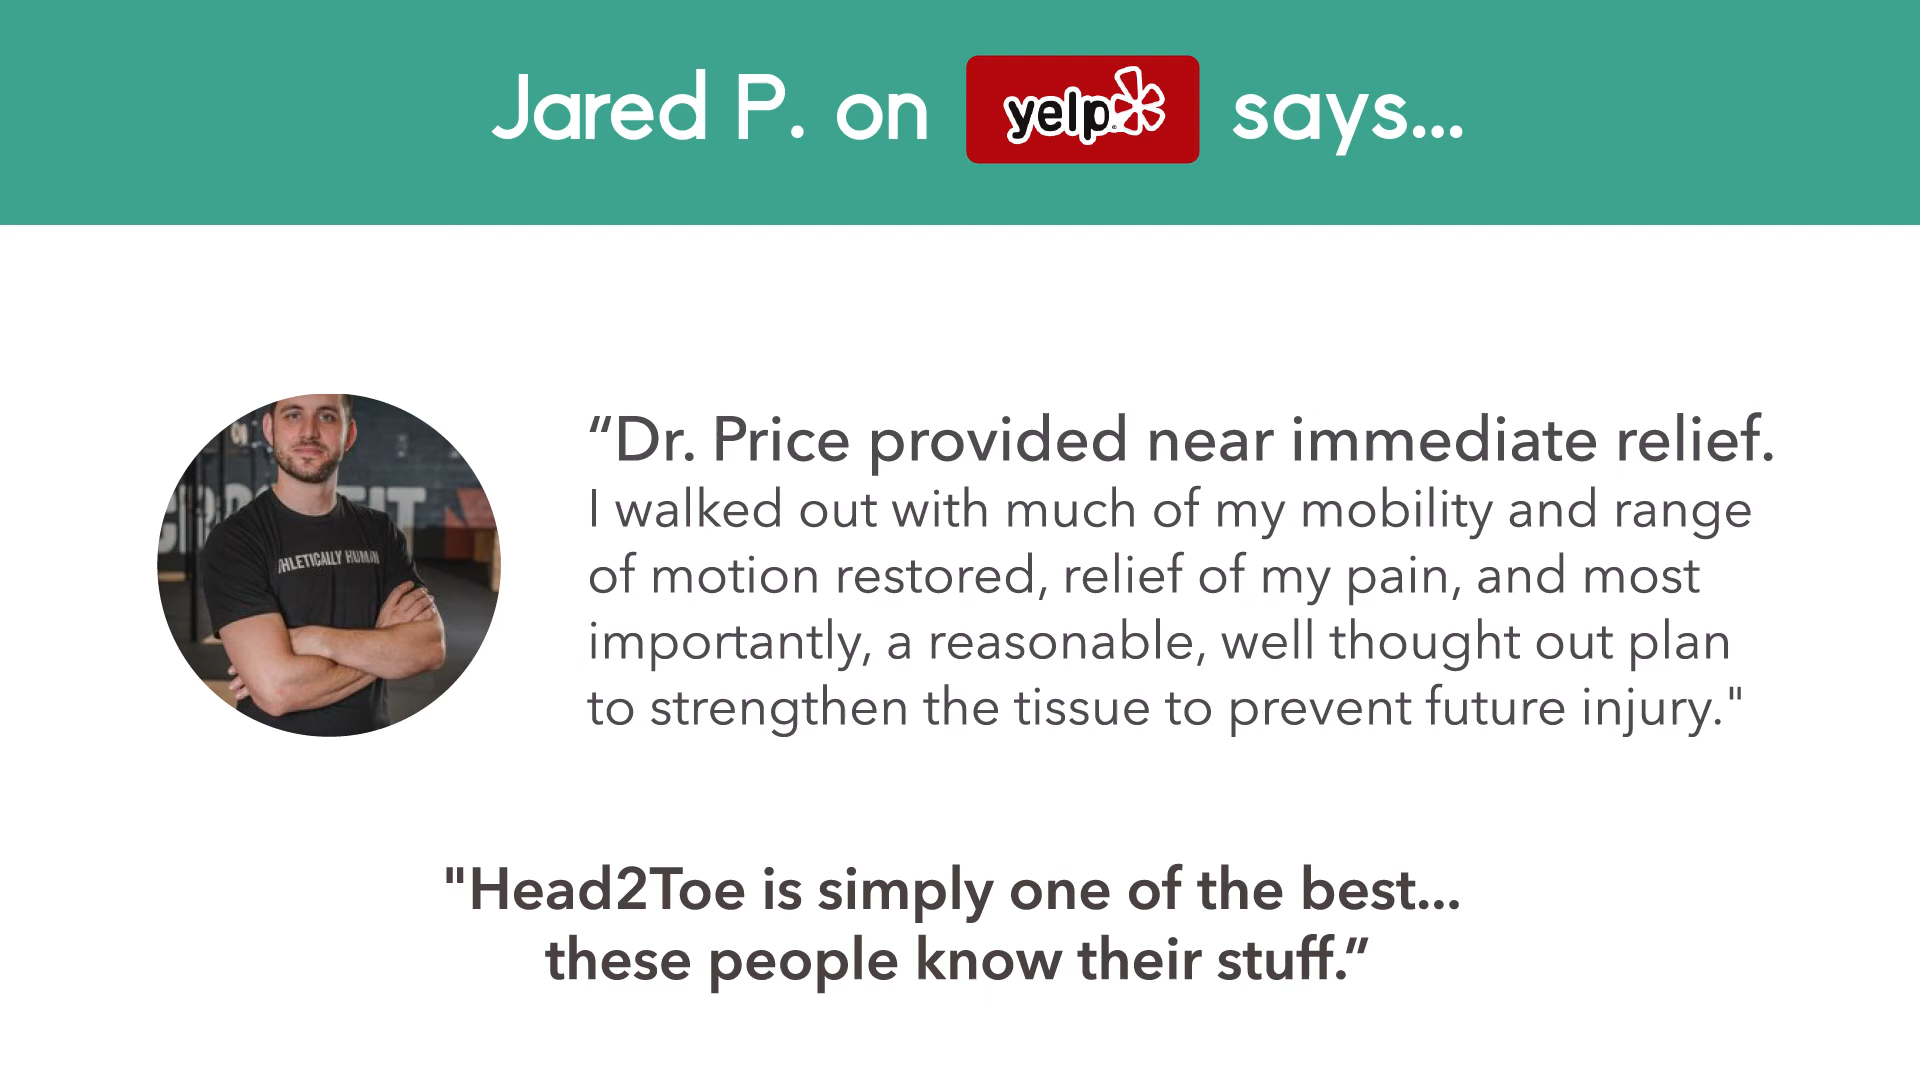 Jared P. on yelp says...
“Dr. Price provided near immediate relief.
I walked out with much of my mobility and range
of motion restored, relief of my pain, and most
importantly, a reasonable, well thought out plan
to strengthen the tissue to prevent future injury."
HLETICALLY HUMAN
"Head2Toe is simply one of the best...
these people know their stuff.”